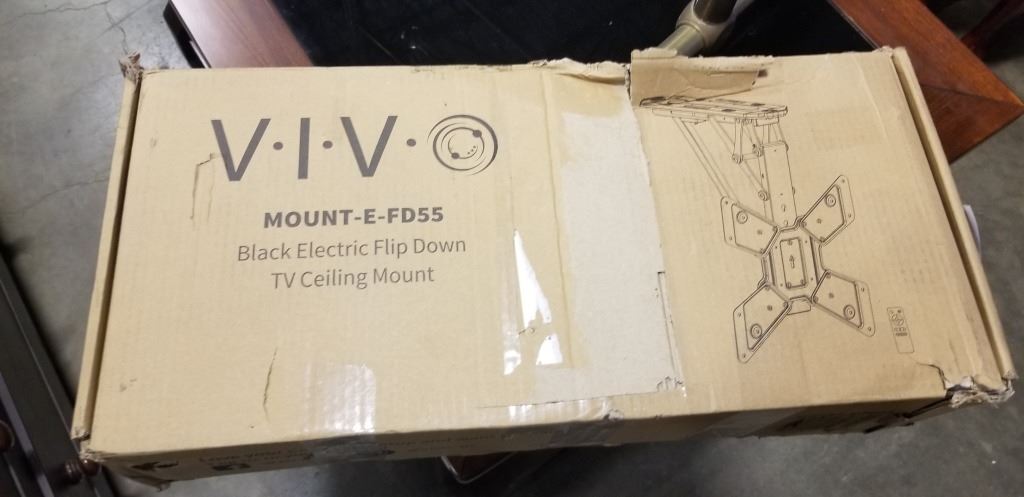 V·I·V·O
MOUNT-E-FD55
Black Electric Flip Down
TV Ceiling Mount